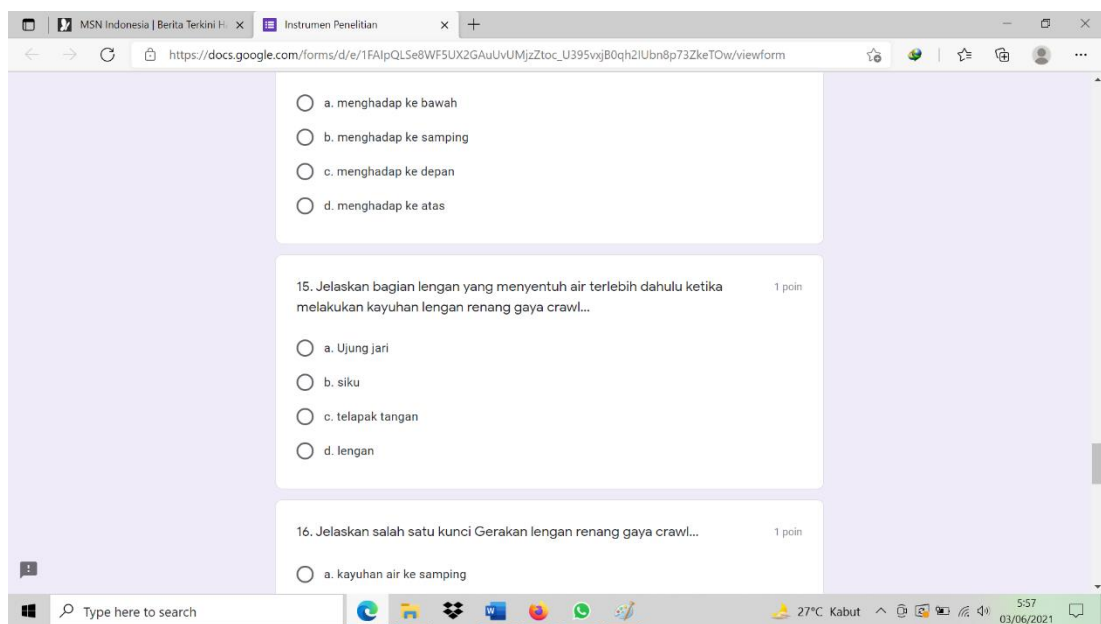 MSN Indonesia | Berita Terkini H
Instrumen Penelitian
https://docs.google.com/forms/d/e/1FAIpQLSe8WF5UX2GAuUvUMjzZtoc_U395vxjB0qh2IUbn8p73ZkeTOw/viewform
a. menghadap ke bawah
b. menghadap ke samping
c. menghadap ke depan
d. menghadap ke atas
15. Jelaskan bagian lengan yang menyentuh air terlebih dahulu ketika
melakukan kayuhan lengan renang gaya crawl...
1 poin
a. Ujung jari
b. siku
c. telapak tangan
d. lengan
16. Jelaskan salah satu kunci Gerakan lengan renang gaya crawl...
1 poin
a. kayuhan air ke samping
Type here to search
27°C Kabut
5:57
03/06/2021